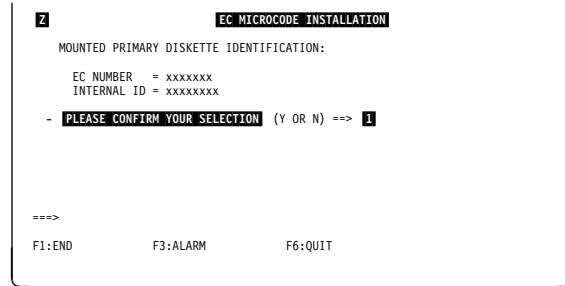 Z EC MICROCODE INSTALLATION
MOUNTED PRIMARY DISKETTE IDENTIFICATION:
EC NUMBER = xxxxxxx
INTERNAL ID = xxxxxxxx
- PLEASE CONFIRM YOUR SELECTION (Y OR N) ==> 1
===>
F1:END F3:ALARM F6:QUIT